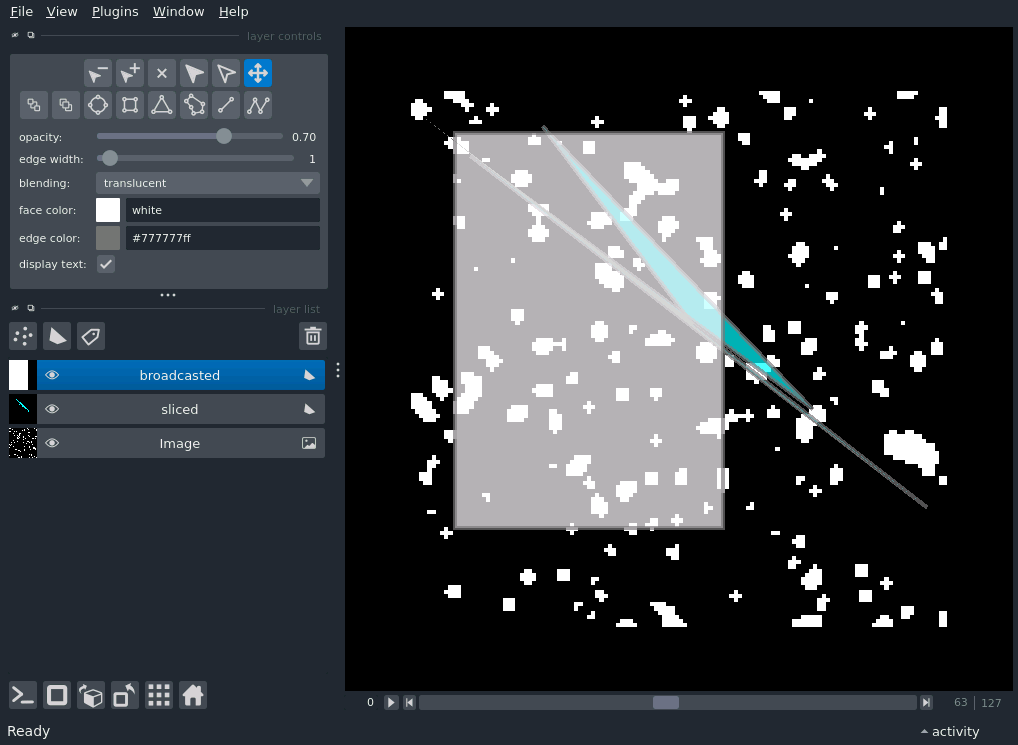 File View Plugins Window Help
layer controls
opacity: 0.70
edge width: 1
blending: translucent
face color: white
edge color: #777777ff
display text:
layer list
broadcasted
sliced
Image
0 63 | 127
Ready activity